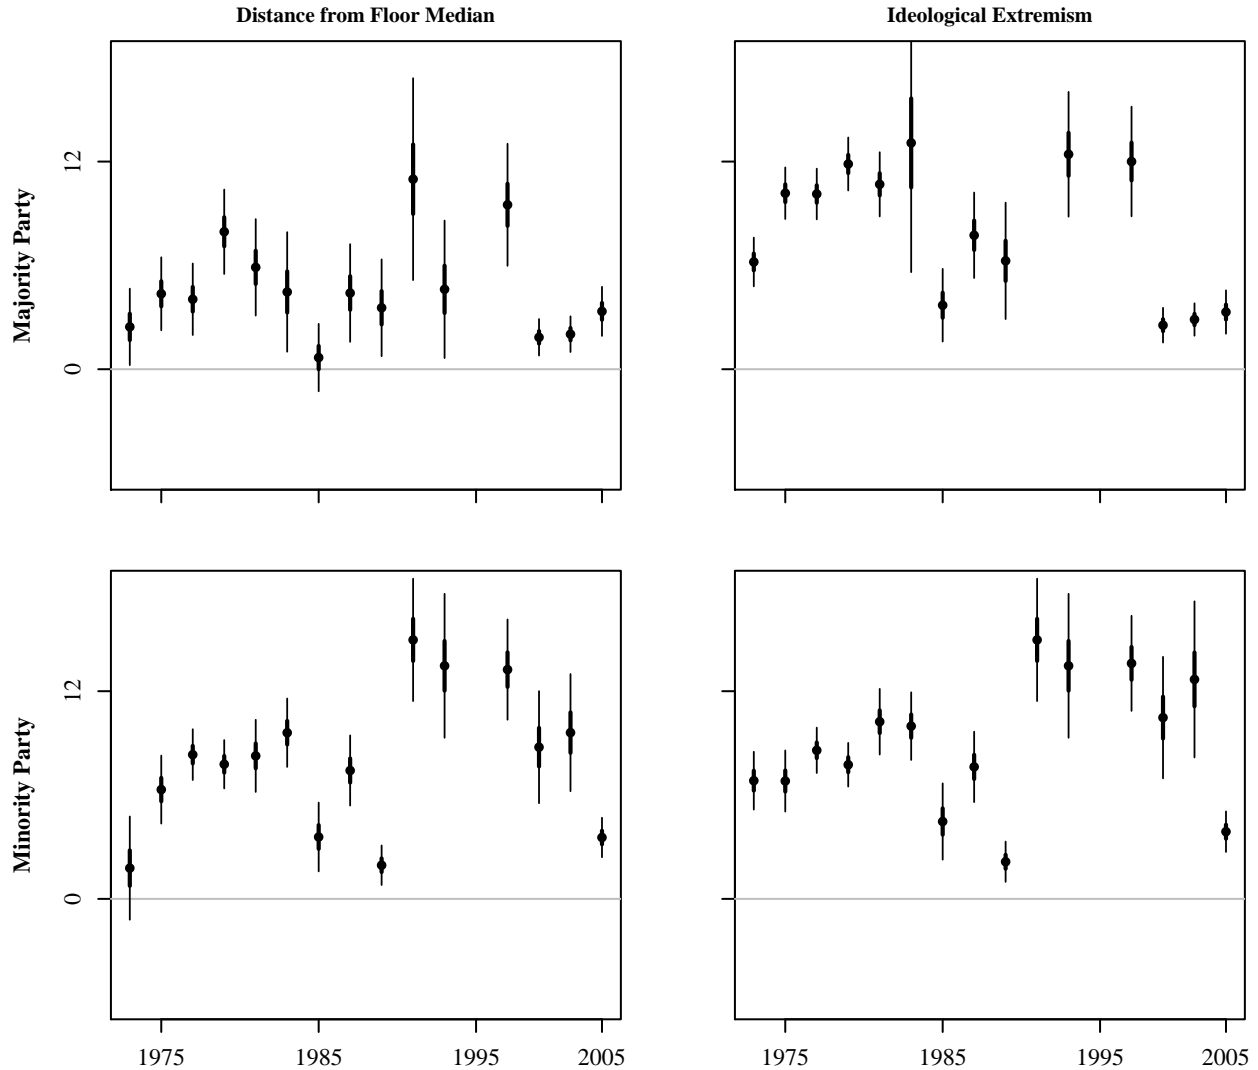 Distance from Floor Median
Ideological Extremism
Majority Party
12
0
Minority Party
12
0
1975 1985 1995 2005
1975 1985 1995 2005